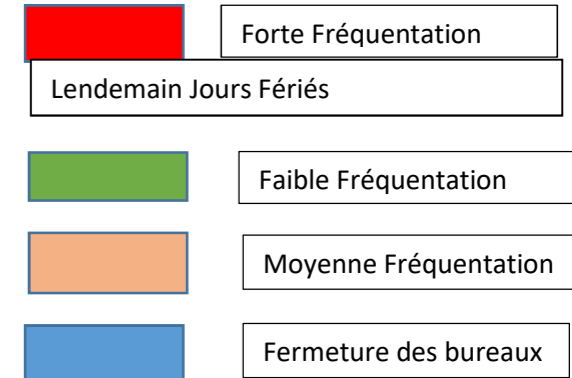 Forte Fréquentation
Lendemain Jours Fériés
Faible Fréquentation
Moyenne Fréquentation
Fermeture des bureaux